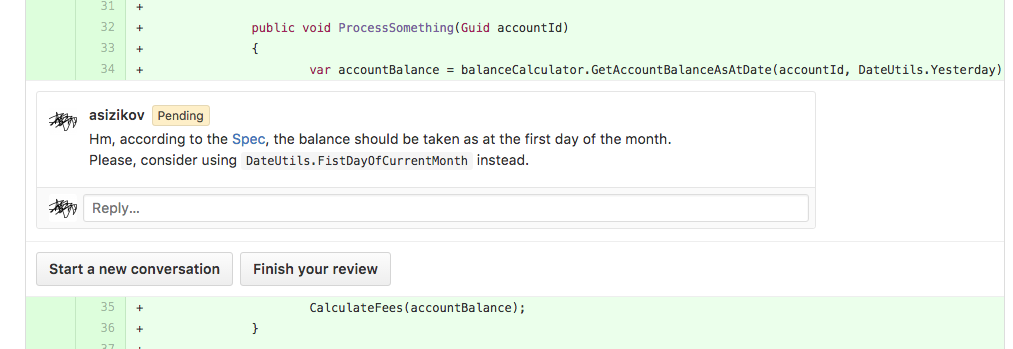 31 +
32 + public void ProcessSomething(Guid accountId)
33 + {
34 + var accountBalance = balanceCalculator.GetAccountBalanceAsAtDate(accountId, DateUtils.Yesterday)
asizikov Pending
Hm, according to the Spec, the balance should be taken as at the first day of the month.
Please, consider using DateUtils.FistDayOfCurrentMonth instead.
Reply...
Start a new conversation Finish your review
35 + CalculateFees(accountBalance);
36 + }
37 +